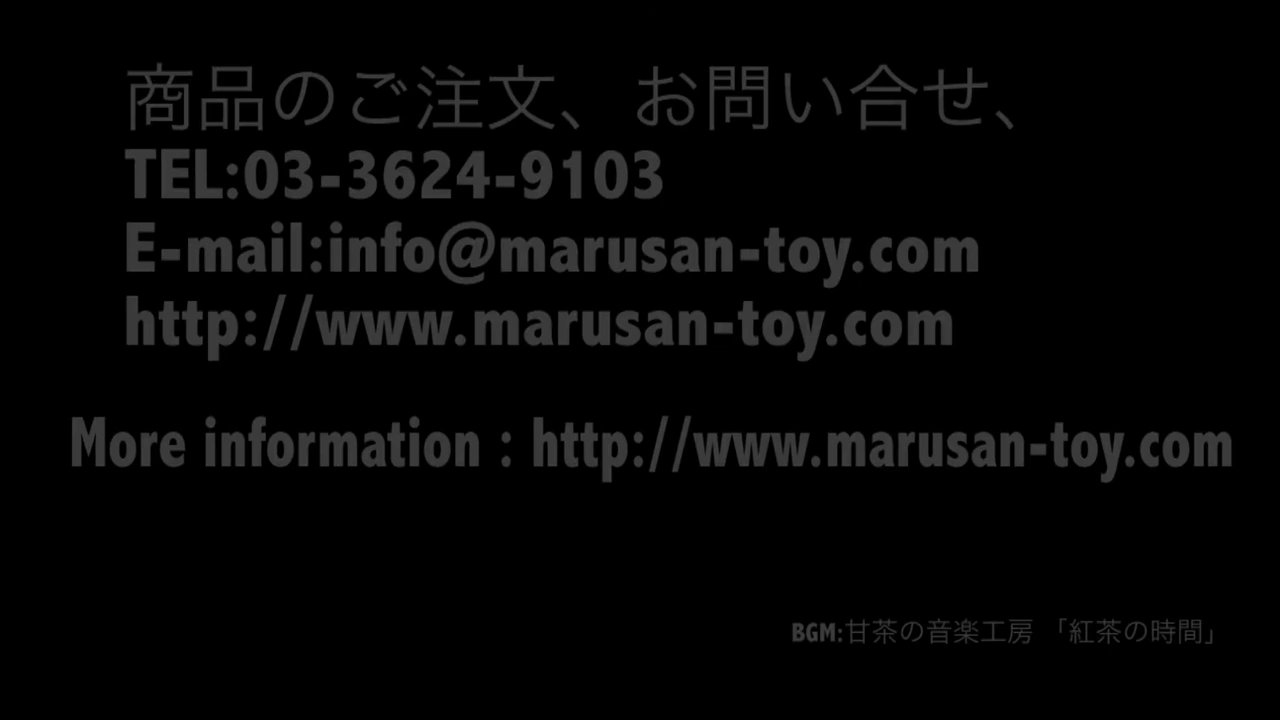 商品のご注文、お問い合せ、
TEL:03-3624-9103
E-mail:info@marusan-toy.com
http://www.marusan-toy.com
More information : http://www.marusan-toy.com
BGM:甘茶の音楽工房 「紅茶の時間」